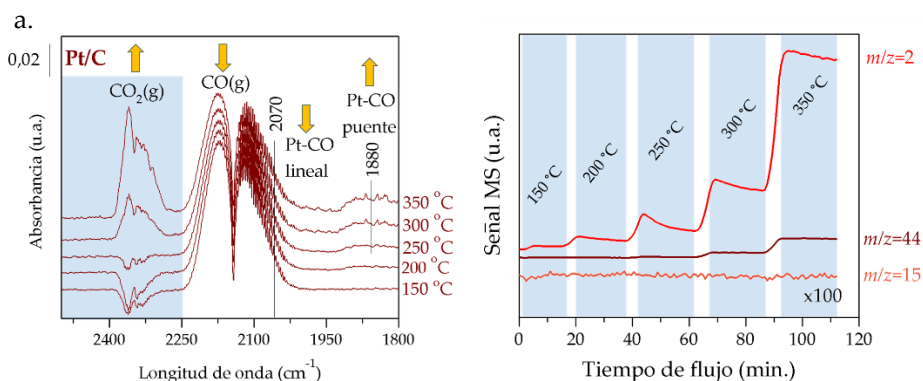 a.
0,02
Pt/C
CO₂(g)
CO(g)
2070
Pt-CO
lineal
Pt-CO
puente
1880
350 °C
300 °C
250 °C
200 °C
150 °C
Absorbancia (u.a.)
2400
2250
2100
1950
1800
Longitud de onda (cm⁻¹)
Señal MS (u.a.)
150 °C
200 °C
250 °C
300 °C
350 °C
m/z=2
m/z=44
m/z=15
x100
0
20
40
60
80
100
120
Tiempo de flujo (min.)